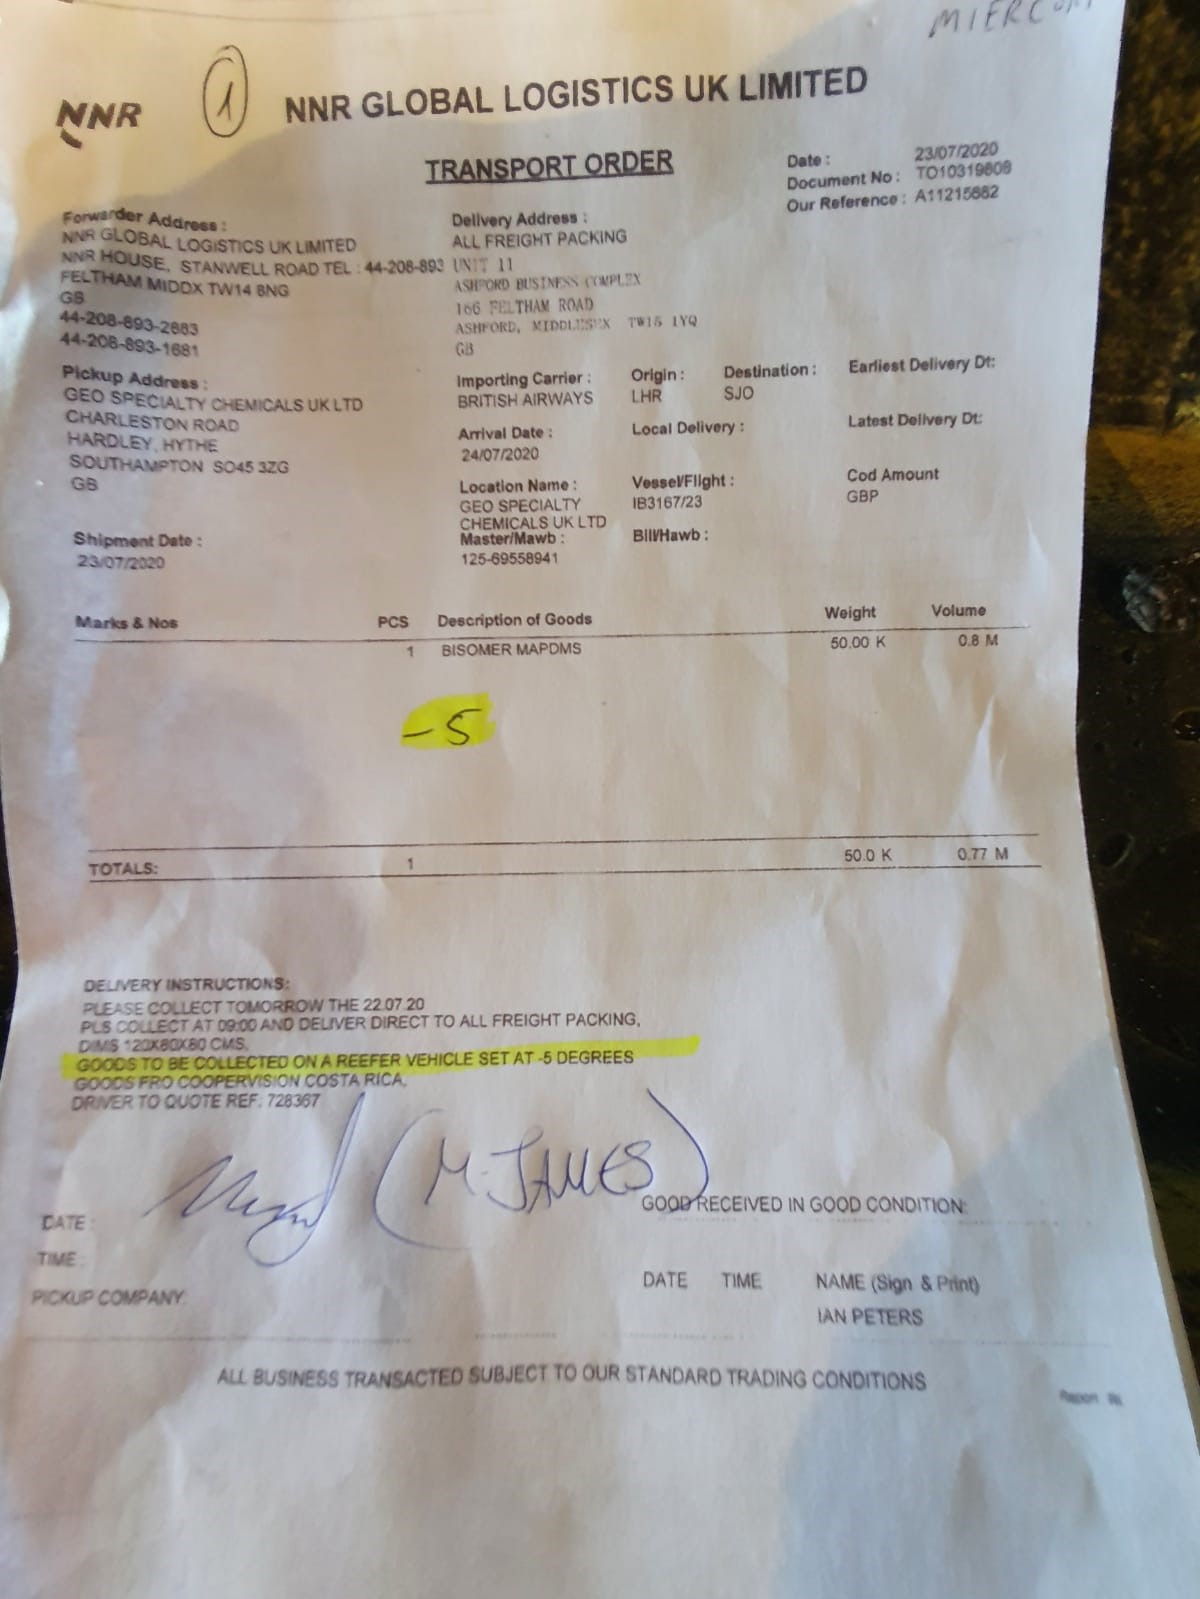 NNR
1
NNR GLOBAL LOGISTICS UK LIMITED
TRANSPORT ORDER
Date : 23/07/2020
Document No : TO10319809
Our Reference : A11215682
Forwarder Address :
NNR GLOBAL LOGISTICS UK LIMITED
NNR HOUSE, STANWELL ROAD TEL : 44-208-893
FELTHAM MIDDX TW14 8NG
GB
44-208-893-2883
44-208-893-1681
Delivery Address :
ALL FREIGHT PACKING
UNIT 11
ASHFORD BUSINESS COMPLEX
166 FELTHAM ROAD
ASHFORD, MIDDLESEX TW15 1YQ
GB
Pickup Address :
GEO SPECIALTY CHEMICALS UK LTD
CHARLESTON ROAD
HARDLEY, HYTHE
SOUTHAMPTON SO45 3ZG
GB
Shipment Date :
23/07/2020
Importing Carrier :
BRITISH AIRWAYS
Origin :
LHR
Destination :
SJO
Earliest Delivery Dt:
Arrival Date :
24/07/2020
Local Delivery :
Latest Delivery Dt:
Location Name :
GEO SPECIALTY
CHEMICALS UK LTD
Vessel/Flight :
IB3167/23
Cod Amount
GBP
Master/Mawb :
125-69558941
Bill/Hawb :
Marks & Nos PCS Description of Goods Weight Volume
1 BISOMER MAPDMS 50.00 K 0.8 M
-5
TOTALS: 1 50.0 K 0.77 M
DELIVERY INSTRUCTIONS:
PLEASE COLLECT TOMORROW THE 22.07.20
PLS COLLECT AT 09:00 AND DELIVER DIRECT TO ALL FREIGHT PACKING,
DIMS 120X80X80 CMS,
GOODS TO BE COLLECTED ON A REEFER VEHICLE SET AT -5 DEGREES
GOODS FRO COOPERVISION COSTA RICA,
DRIVER TO QUOTE REF: 728367
(M. JAMES)
GOOD RECEIVED IN GOOD CONDITION:
DATE :
TIME :
PICKUP COMPANY:
DATE TIME NAME (Sign & Print)
IAN PETERS
ALL BUSINESS TRANSACTED SUBJECT TO OUR STANDARD TRADING CONDITIONS